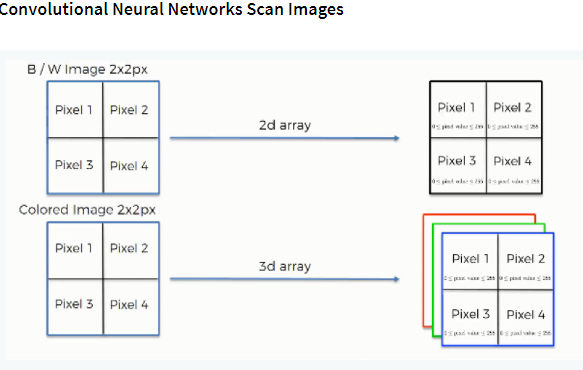 Convolutional Neural Networks Scan Images
B / W Image 2x2px
Pixel 1 Pixel 2
Pixel 3 Pixel 4
2d array
Pixel 1 Pixel 2
0 ≤ pixel value ≤ 255 0 ≤ pixel value ≤ 255
Pixel 3 Pixel 4
0 ≤ pixel value ≤ 255 0 ≤ pixel value ≤ 255
Colored Image 2x2px
Pixel 1 Pixel 2
Pixel 3 Pixel 4
3d array
Pixel 1 Pixel 2
0 ≤ pixel value ≤ 255 0 ≤ pixel value ≤ 255
Pixel 3 Pixel 4
0 ≤ pixel value ≤ 255 0 ≤ pixel value ≤ 255